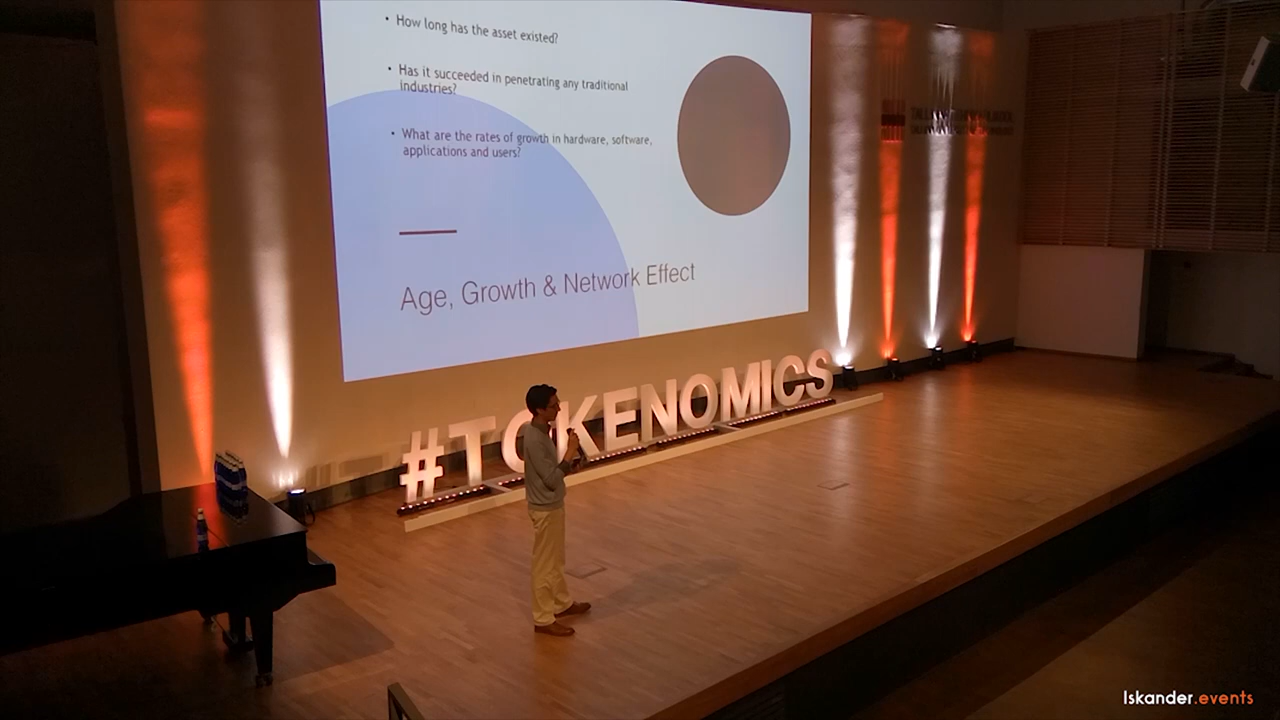 • How long has the asset existed?
• Has it succeeded in penetrating any traditional
industries?
• What are the rates of growth in hardware, software,
applications and users?
Age, Growth & Network Effect
#TOKENOMICS
Iskander.events